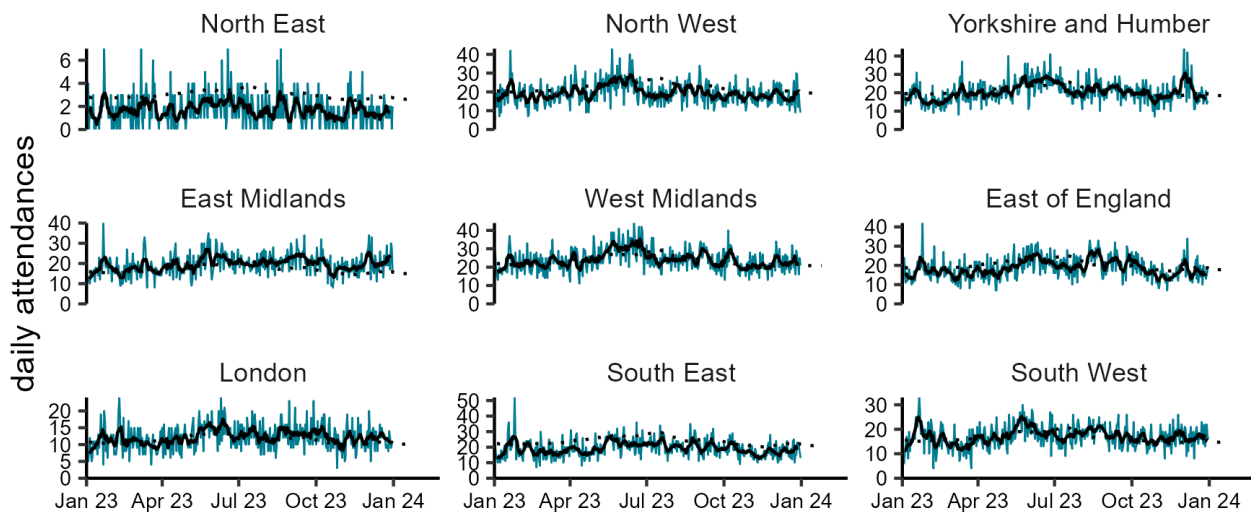 North East North West Yorkshire and Humber
6 40 40
4 30 30
2 20 20
0 10 10
0 0
East Midlands West Midlands East of England
40 40 40
30 30 30
20 20 20
10 10 10
0 0 0
daily attendances
London South East South West
20 50 30
15 40 20
10 30 10
5 20 0
0 10
0
Jan 23 Apr 23 Jul 23 Oct 23 Jan 24 Jan 23 Apr 23 Jul 23 Oct 23 Jan 24 Jan 23 Apr 23 Jul 23 Oct 23 Jan 24